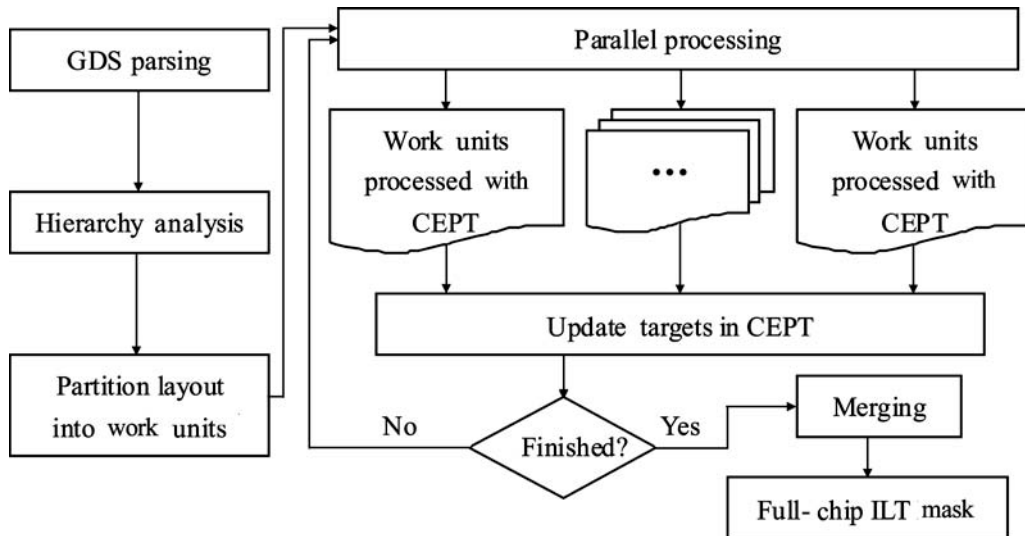 GDS parsing
Hierarchy analysis
Partition layout
into work units
Parallel processing
Work units
processed with
CEPT
...
Work units
processed with
CEPT
Update targets in CEPT
Finished?
No
Yes
Merging
Full- chip ILT mask